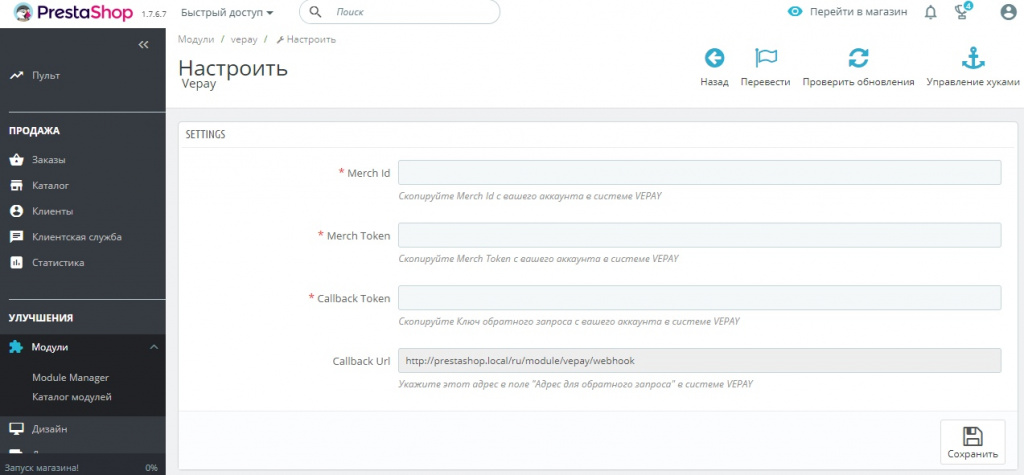 PrestaShop 1.7.6.7 Быстрый доступ Поиск Перейти в магазин 4
Модули / vepay / Настроить
Настроить
Vepay
Назад Перевести Проверить обновления Управление хуками
Пульт
ПРОДАЖА
Заказы
Каталог
Клиенты
Клиентская служба
Статистика
УЛУЧШЕНИЯ
Модули
Module Manager
Каталог модулей
Дизайн
Запуск магазина! 0%
SETTINGS
* Merch Id
Скопируйте Merch Id с вашего аккаунта в системе VEPAY
* Merch Token
Скопируйте Merch Token с вашего аккаунта в системе VEPAY
* Callback Token
Скопируйте Ключ обратного запроса с вашего аккаунта в системе VEPAY
Callback Url http://prestashop.local/ru/module/vepay/webhook
Укажите этот адрес в поле "Адрес для обратного запроса" в системе VEPAY
Сохранить